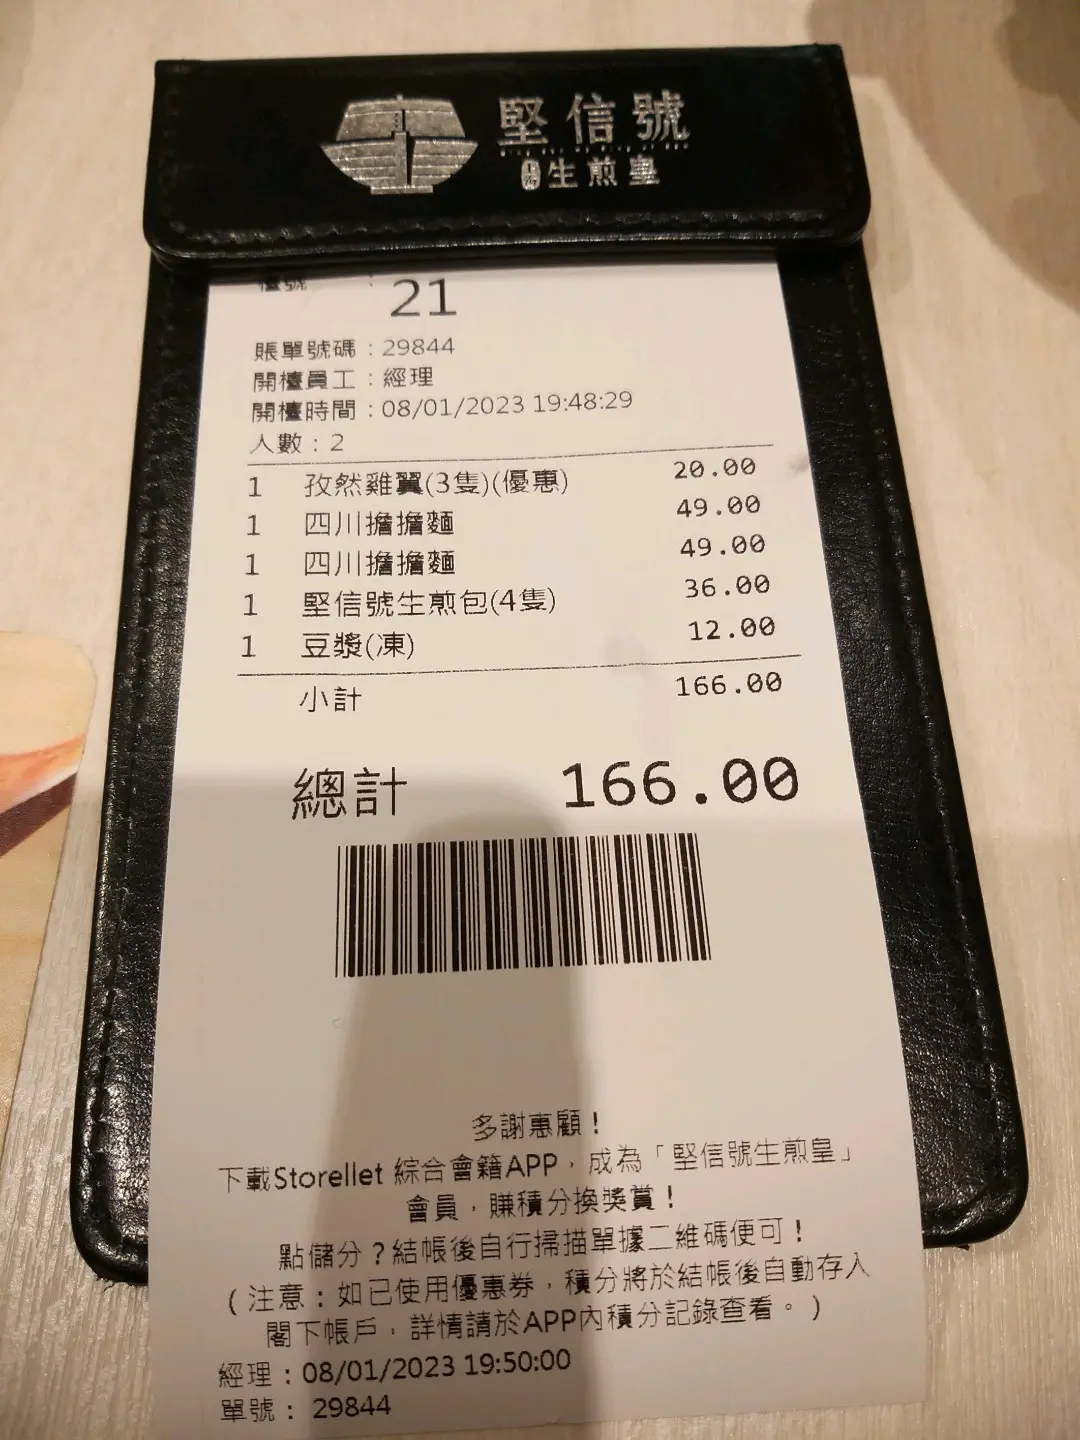 堅信號
生煎皇
檯號 :
21
賬單號碼 : 29844
開檯員工 : 經理
開檯時間 : 08/01/2023 19:48:29
人數 : 2
1 孜然雞翼(3隻)(優惠) 20.00
1 四川擔擔麵 49.00
1 四川擔擔麵 49.00
1 堅信號生煎包(4隻) 36.00
1 豆漿(凍) 12.00
小計 166.00
總計 166.00
多謝惠顧!
下載Storellet 綜合會籍APP,成為「堅信號生煎皇」
會員,賺積分換獎賞!
點儲分?結帳後自行掃描單據二維碼便可!
(注意:如已使用優惠券,積分將於結帳後自動存入
閣下帳戶,詳情請於APP內積分記錄查看。)
經理 : 08/01/2023 19:50:00
單號 : 29844